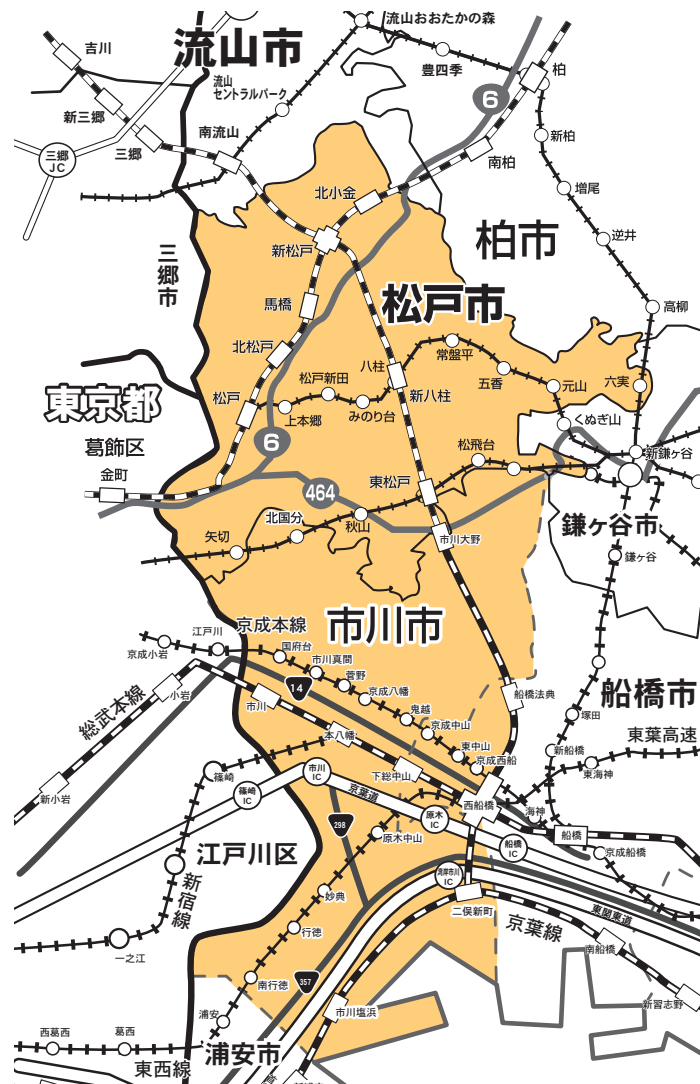 流山おおたかの森
吉川
流山市
豊四季
柏
流山
セントラルパーク
6
新三郷
新柏
南流山
三郷
三郷
JC
南柏
北小金
増尾
柏市
逆井
新松戸
三郷市
馬橋
松戸市
高柳
北松戸
常盤平
八柱
松戸新田
五香
元山
六実
東京都
松戸
新八柱
みのり台
上本郷
くぬぎ山
葛飾区
6
松飛台
新鎌ヶ谷
金町
464
東松戸
北国分
秋山
鎌ヶ谷市
矢切
市川大野
鎌ヶ谷
江戸川
京成本線
市川市
京成小岩
国府台
市川真間
菅野
小岩
14
京成八幡
船橋法典
船橋市
総武本線
市川
鬼越
塚田
京成中山
本八幡
東中山
新船橋
東葉高速
京成西船
篠崎
市川
IC
下総中山
東海神
新小岩
篠崎
IC
京葉道
西船橋
海神
298
原木
IC
船橋
原木中山
船橋
IC
京成船橋
江戸川区
湾岸市川
IC
新宿線
妙典
二俣新町
東関東道
行徳
京葉線
一之江
南船橋
南行徳
357
新習志野
浦安
市川塩浜
西葛西
葛西
浦安市
東西線